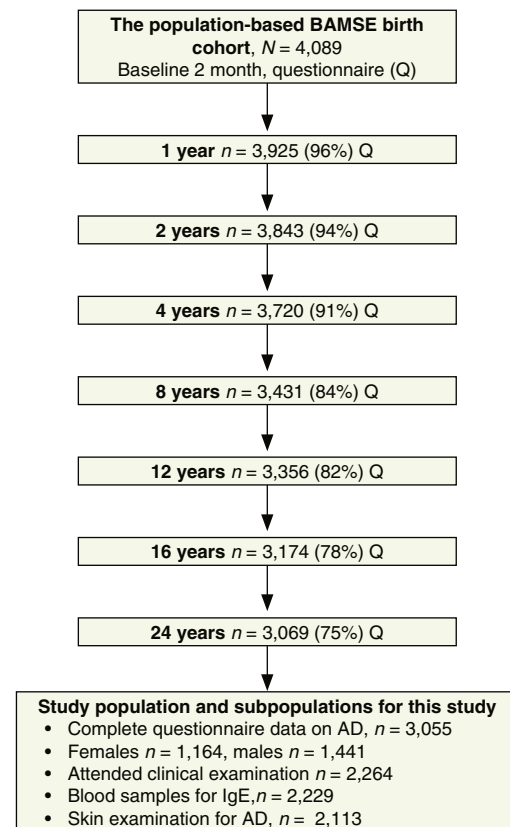 The population-based BAMSE birth
cohort, N = 4,089
Baseline 2 month, questionnaire (Q)
1 year n = 3,925 (96%) Q
2 years n = 3,843 (94%) Q
4 years n = 3,720 (91%) Q
8 years n = 3,431 (84%) Q
12 years n = 3,356 (82%) Q
16 years n = 3,174 (78%) Q
24 years n = 3,069 (75%) Q
Study population and subpopulations for this study
• Complete questionnaire data on AD, n = 3,055
• Females n = 1,164, males n = 1,441
• Attended clinical examination n = 2,264
• Blood samples for IgE,n = 2,229
• Skin examination for AD, n = 2,113